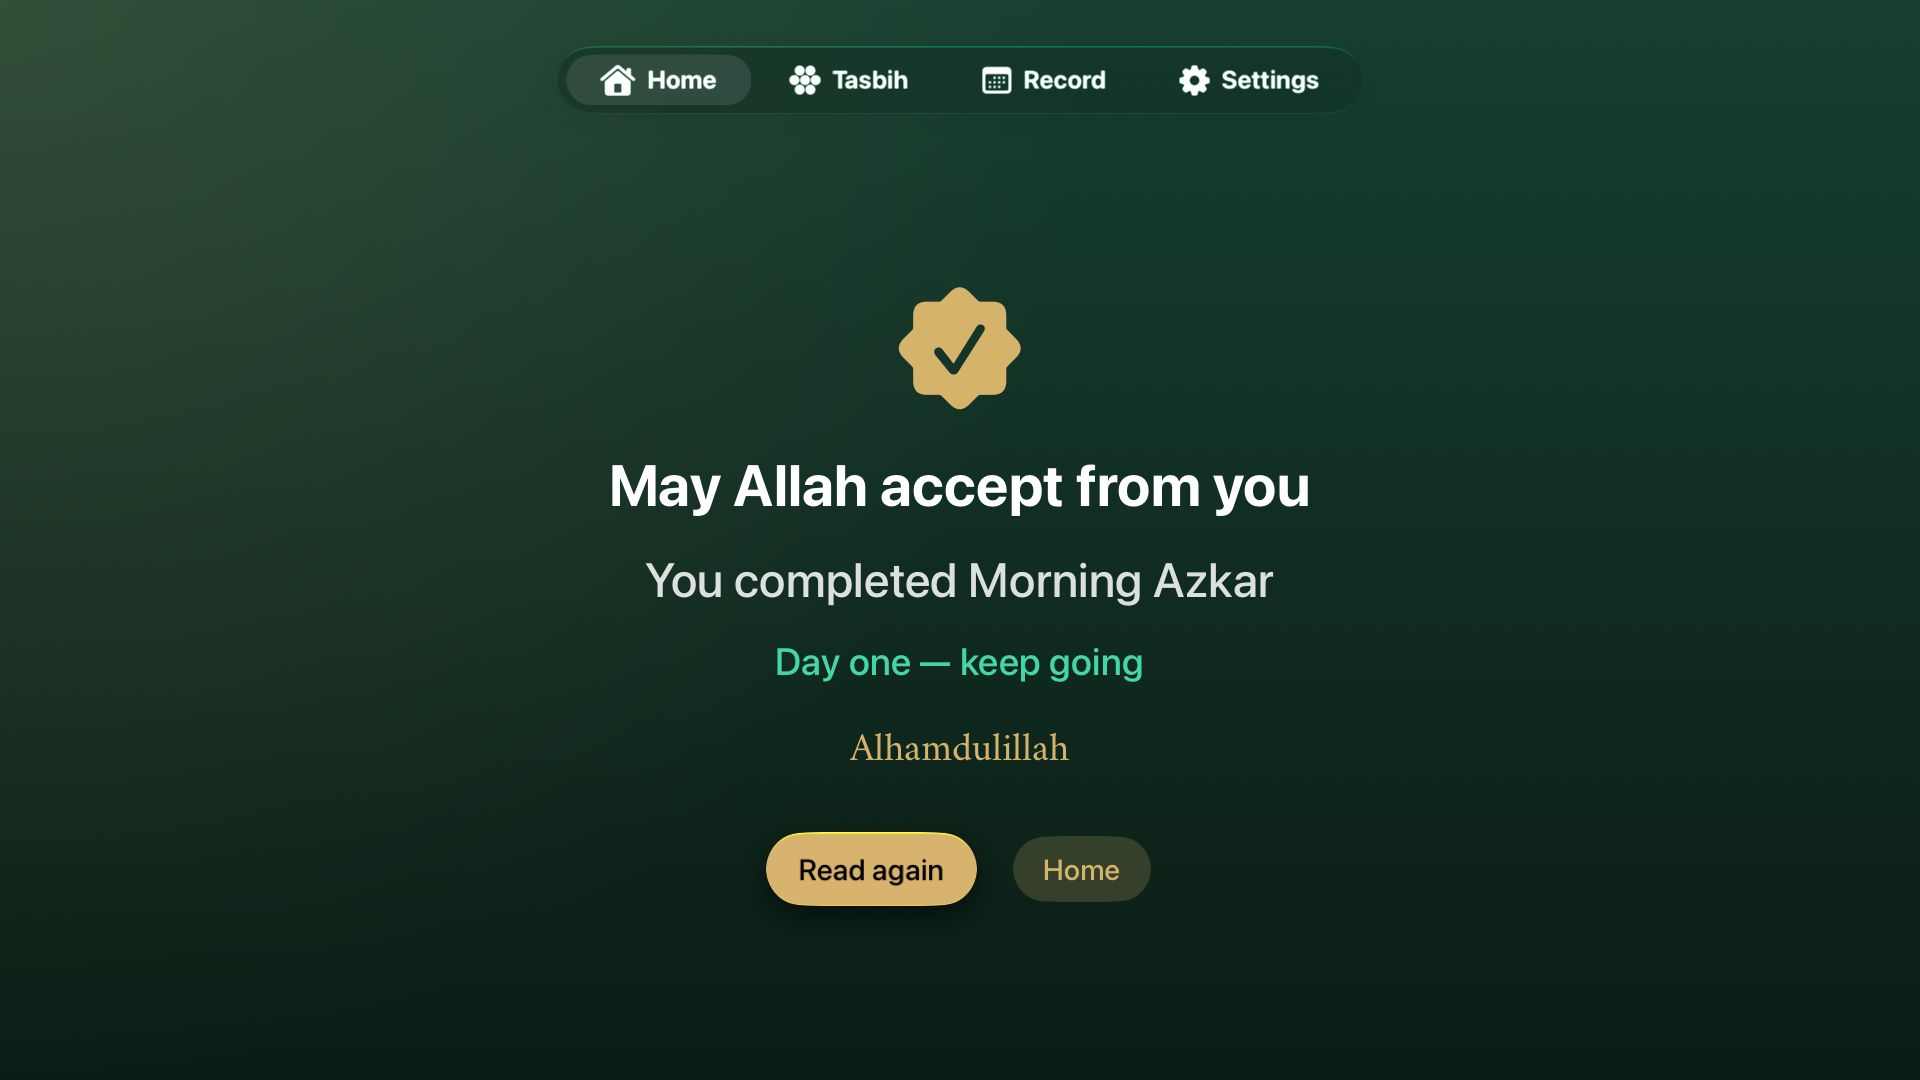 Home Tasbih Record Settings
May Allah accept from you
You completed Morning Azkar
Day one — keep going
Alhamdulillah
Read again Home